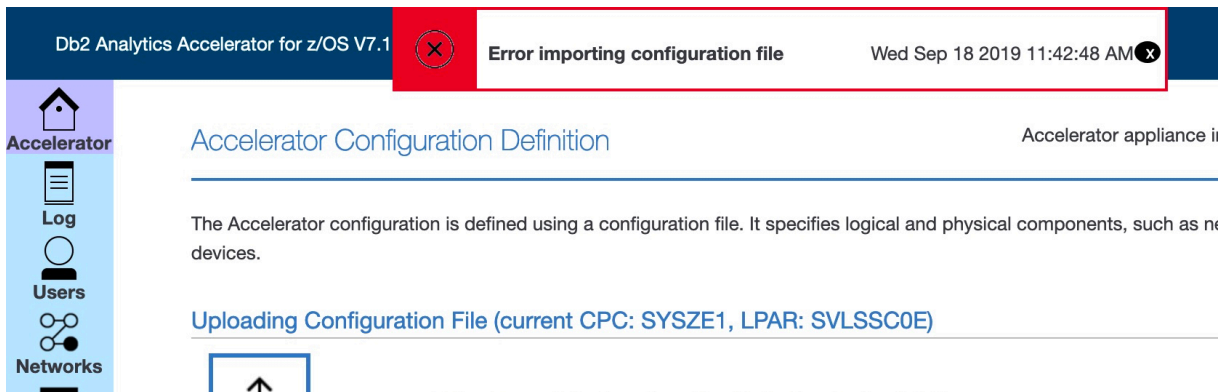 Db2 Analytics Accelerator for z/OS V7.1
Error importing configuration file
Wed Sep 18 2019 11:42:48 AM
x
Accelerator
Accelerator Configuration Definition
Accelerator appliance
Log
The Accelerator configuration is defined using a configuration file. It specifies logical and physical components, such as
devices.
Users
Uploading Configuration File (current CPC: SYSZE1, LPAR: SVLSSC0E)
Networks